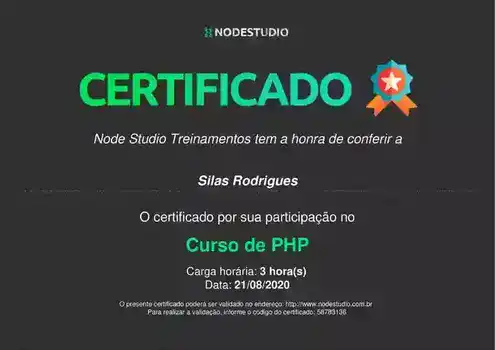 NODESTUDIO
CERTIFICADO
Node Studio Treinamentos tem a honra de conferir a
Silas Rodrigues
O certificado por sua participação no
Curso de PHP
Carga horária: 3 hora(s)
Data: 21/08/2020
O presente certificado poderá ser validado no endereço: http://www.nodestudio.com.br
Para realizar a validação, informe o codigo do certificado: 58783136